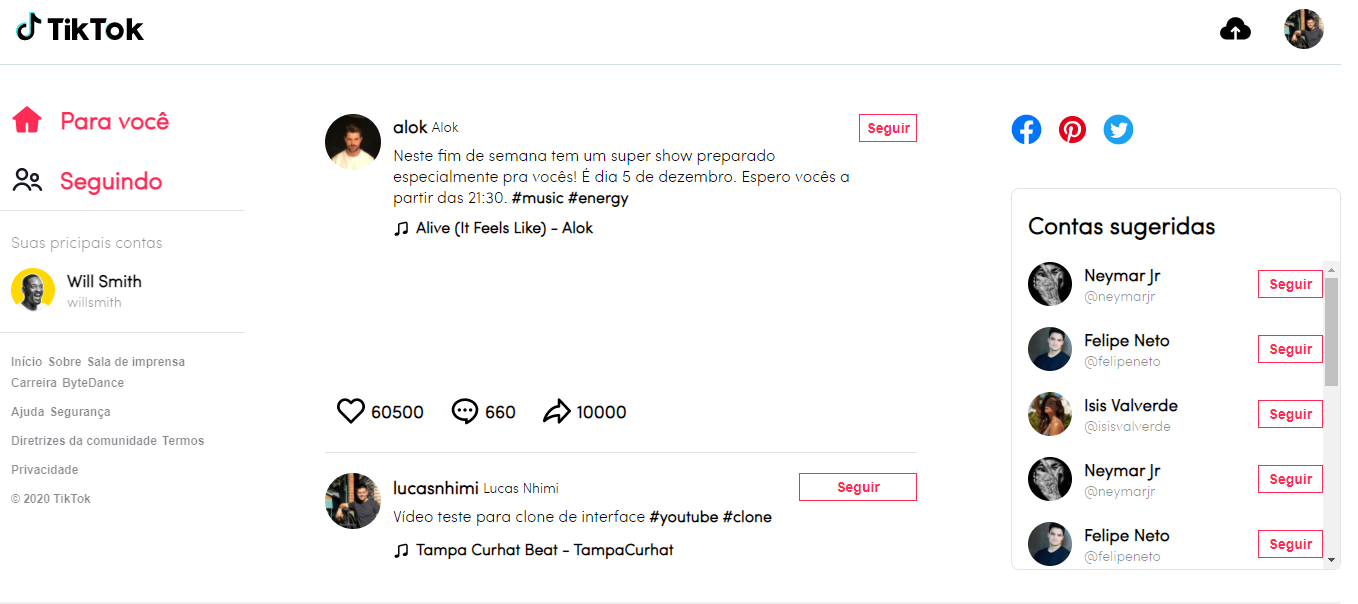 TikTok
Para você
Seguindo
Suas pricipais contas
Will Smith
willsmith
Início Sobre Sala de imprensa
Carreira ByteDance
Ajuda Segurança
Diretrizes da comunidade Termos
Privacidade
© 2020 TikTok
alok Alok
Seguir
Neste fim de semana tem um super show preparado
especialmente pra vocês! É dia 5 de dezembro. Espero vocês a
partir das 21:30. #music #energy
Alive (It Feels Like) - Alok
60500 660 10000
lucasnhimi Lucas Nhimi
Seguir
Vídeo teste para clone de interface #youtube #clone
Tampa Curhat Beat - TampaCurhat
Contas sugeridas
Neymar Jr
@neymarjr
Seguir
Felipe Neto
@felipeneto
Seguir
Isis Valverde
@isisvalverde
Seguir
Neymar Jr
@neymarjr
Seguir
Felipe Neto
@felipeneto
Seguir